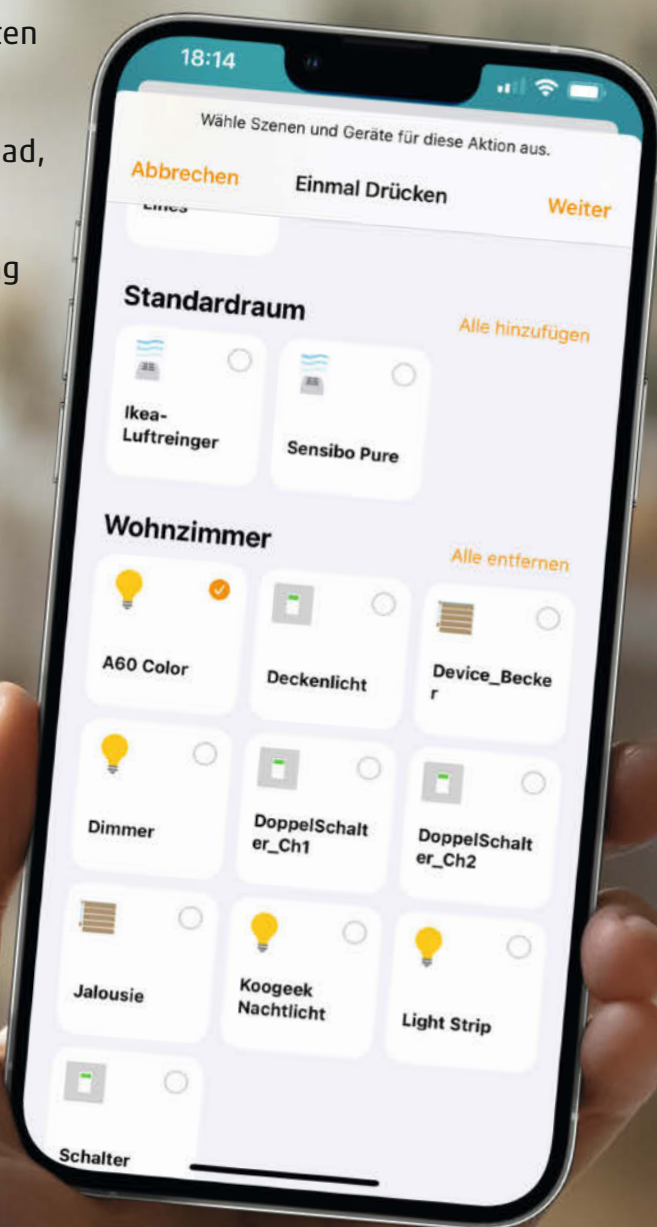 ten
ad,
g
18:14
Wähle Szenen und Geräte für diese Aktion aus.
Abbrechen Einmal Drücken Weiter
Standardraum Alle hinzufügen
Ikea-
Luftreinger
Sensibo Pure
Wohnzimmer Alle entfernen
A60 Color
Deckenlicht
Device_Becke
r
Dimmer
DoppelSchalt
er_Ch1
DoppelSchalt
er_Ch2
Jalousie
Koogeek
Nachtlicht
Light Strip
Schalter